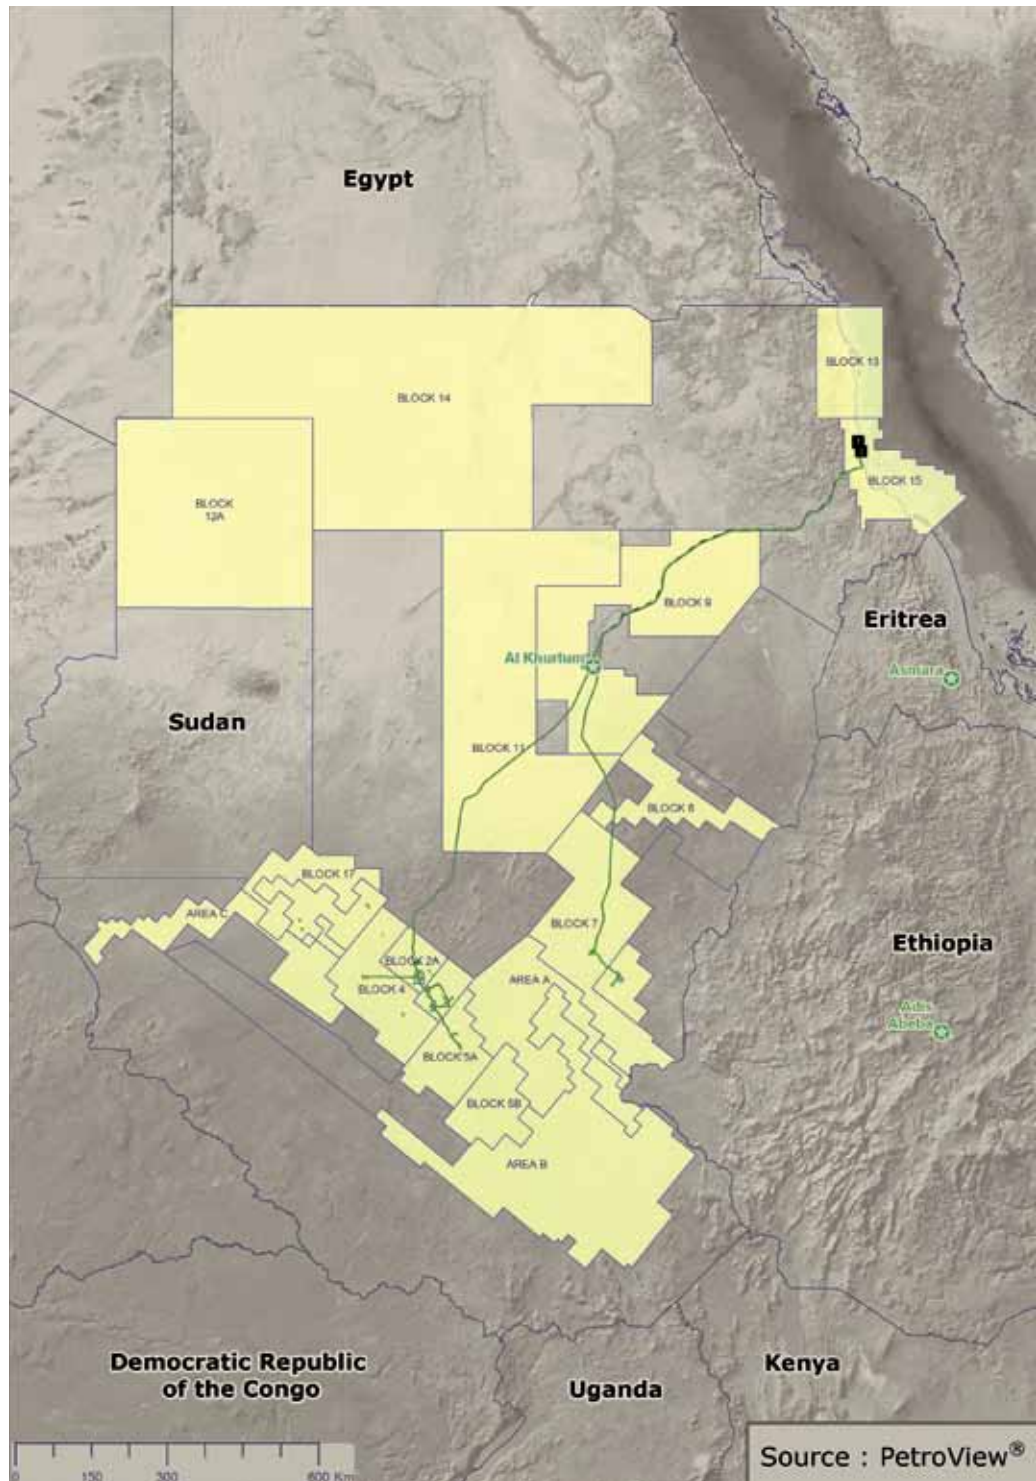 Egypt
BLOCK 13
BLOCK 14
BLOCK 15
BLOCK
12A
BLOCK 9
Eritrea
Al Khurtum
Asmara
Sudan
BLOCK 11
BLOCK 8
BLOCK 17
AREA C
BLOCK 7
Ethiopia
BLOCK 2A
AREA A
BLOCK 4
Adis
Abeba
BLOCK 5A
BLOCK 5B
AREA B
Democratic Republic
of the Congo
Kenya
Uganda
Source : PetroView®
0 150 300 600 Km